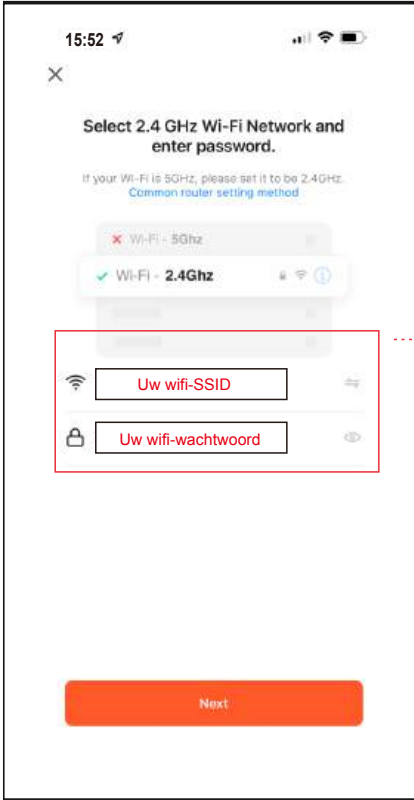 15:52
Select 2.4 GHz Wi-Fi Network and
enter password.
If your Wi-Fi is 5GHz, please set it to be 2.4GHz.
Common router setting method
Wi-Fi - 5Ghz
Wi-Fi - 2.4Ghz
Uw wifi-SSID
Uw wifi-wachtwoord
Next